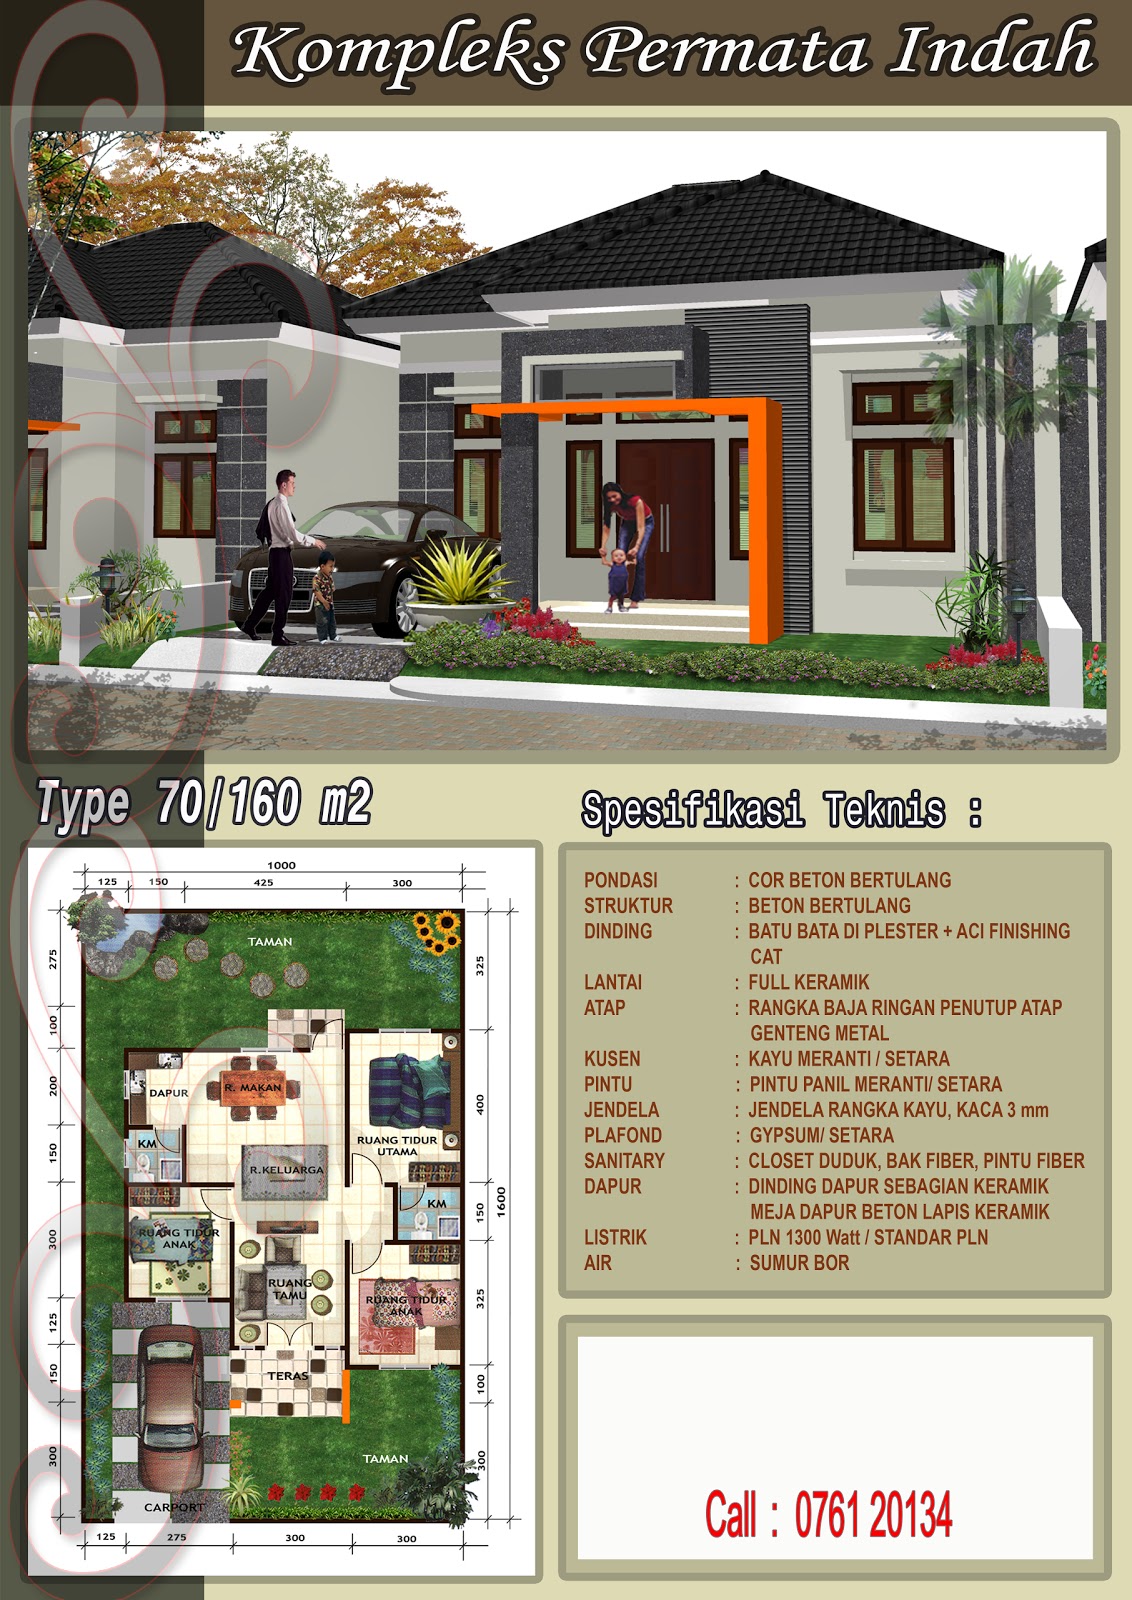 Kompleks Permata Indah
Type 70/160 m2
1000
125 150 425 300
275
100
200
150
300
125
150
300
325
400
150
325
100
300
1600
TAMAN
DAPUR
R. MAKAN
KM
R.KELUARGA
RUANG TIDUR
UTAMA
KM
RUANG TIDUR
ANAK
RUANG
TAMU
RUANG TIDUR
ANAK
TERAS
TAMAN
CARPORT
125 275 300 300
Spesifikasi Teknis :
PONDASI : COR BETON BERTULANG
STRUKTUR : BETON BERTULANG
DINDING : BATU BATA DI PLESTER + ACI FINISHING
CAT
LANTAI : FULL KERAMIK
ATAP : RANGKA BAJA RINGAN PENUTUP ATAP
GENTENG METAL
KUSEN : KAYU MERANTI / SETARA
PINTU : PINTU PANIL MERANTI/ SETARA
JENDELA : JENDELA RANGKA KAYU, KACA 3 mm
PLAFOND : GYPSUM/ SETARA
SANITARY : CLOSET DUDUK, BAK FIBER, PINTU FIBER
DAPUR : DINDING DAPUR SEBAGIAN KERAMIK
MEJA DAPUR BETON LAPIS KERAMIK
LISTRIK : PLN 1300 Watt / STANDAR PLN
AIR : SUMUR BOR
Call : 0761 20134